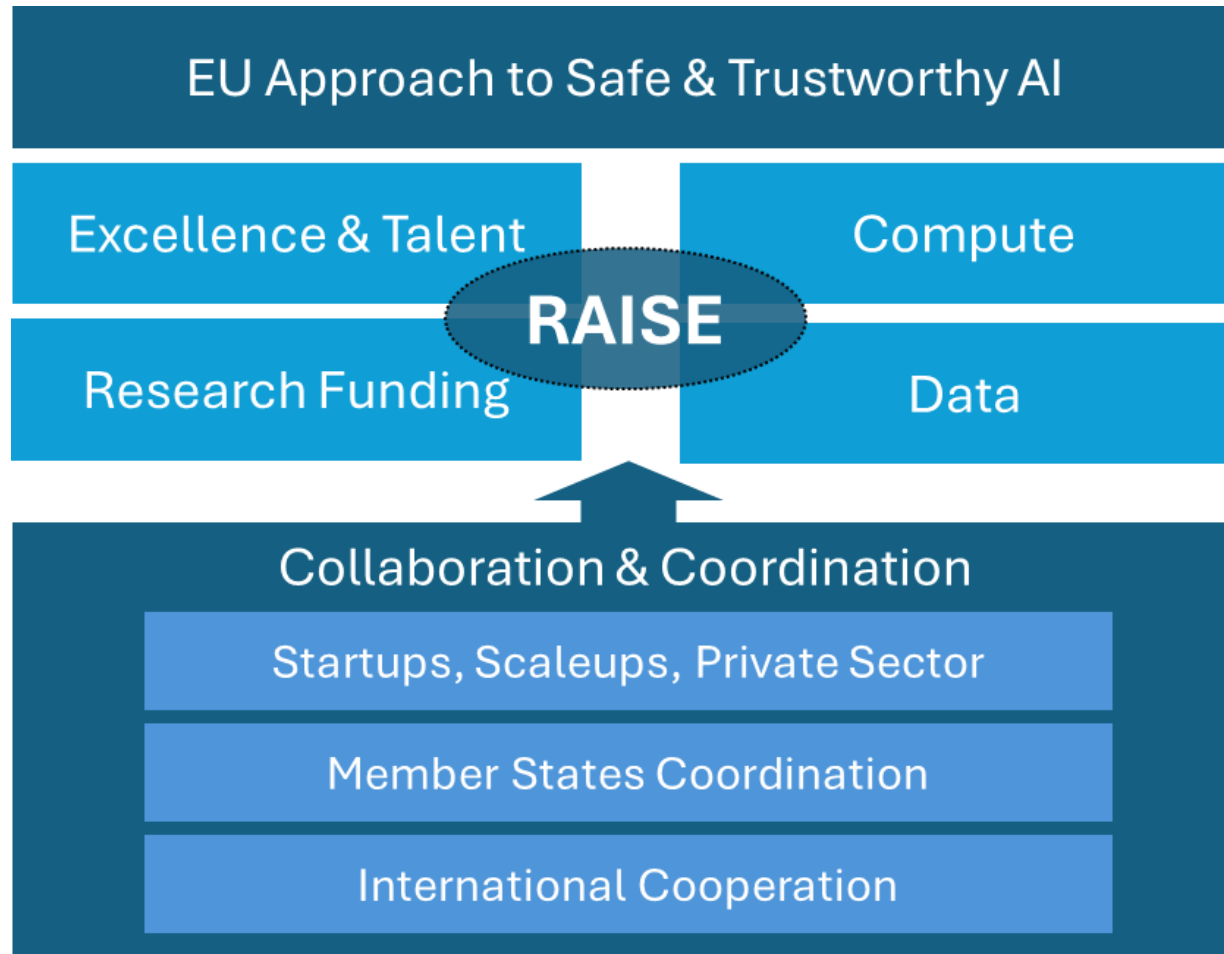 EU Approach to Safe & Trustworthy AI
Excellence & Talent
Compute
RAISE
Research Funding
Data
Collaboration & Coordination
Startups, Scaleups, Private Sector
Member States Coordination
International Cooperation